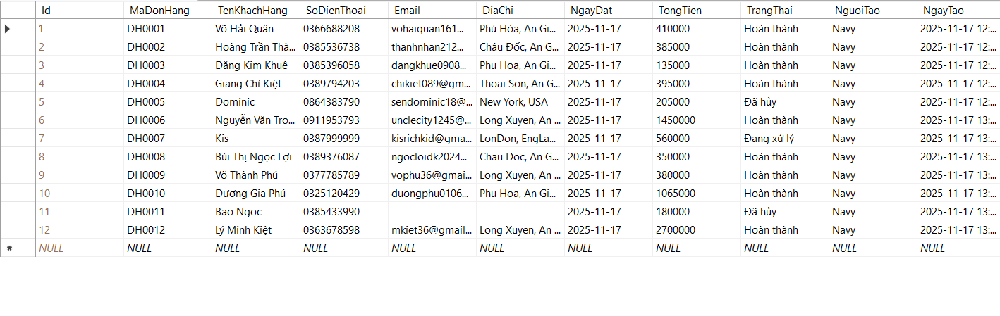 Id MaDonHang TenKhachHang SoDienThoai Email DiaChi NgayDat TongTien TrangThai NguoiTao NgayTao
1 DH0001 Võ Hải Quân 0366688208 vohaiquan161... Phú Hòa, An Gi... 2025-11-17 410000 Hoàn thành Navy 2025-11-17 12:...
2 DH0002 Hoàng Trần Thà... 0385536738 thanhnhan212... Châu Đốc, An G... 2025-11-17 385000 Hoàn thành Navy 2025-11-17 12:...
3 DH0003 Đặng Kim Khuê 0385396058 dangkhue0908... Phu Hoa, An Gi... 2025-11-17 135000 Hoàn thành Navy 2025-11-17 12:...
4 DH0004 Giang Chí Kiệt 0389794203 chikiet089@gm... Thoai Son, An G... 2025-11-17 395000 Hoàn thành Navy 2025-11-17 12:...
5 DH0005 Dominic 0864383790 sendominic18@... New York, USA 2025-11-17 205000 Đã hủy Navy 2025-11-17 12:...
6 DH0006 Nguyễn Văn Trọ... 0911953793 unclecity1245@... Long Xuyen, An ... 2025-11-17 1450000 Hoàn thành Navy 2025-11-17 13:...
7 DH0007 Kis 0387999999 kisrichkid@gma... LonDon, EngLa... 2025-11-17 560000 Đang xử lý Navy 2025-11-17 13:...
8 DH0008 Bùi Thị Ngọc Lợi 0389376087 ngocloidk2024... Chau Doc, An G... 2025-11-17 350000 Hoàn thành Navy 2025-11-17 13:...
9 DH0009 Võ Thành Phú 0377785789 vophu36@gmai... Long Xuyen, An ... 2025-11-17 380000 Hoàn thành Navy 2025-11-17 13:...
10 DH0010 Dương Gia Phú 0325120429 duongphu0106... Phu Hoa, An Gi... 2025-11-17 1065000 Hoàn thành Navy 2025-11-17 13:...
11 DH0011 Bao Ngoc 0385433990 2025-11-17 180000 Đã hủy Navy 2025-11-17 13:...
12 DH0012 Lý Minh Kiệt 0363678598 mkiet36@gmail... Long Xuyen, An ... 2025-11-17 2700000 Hoàn thành Navy 2025-11-17 13:...
* NULL NULL NULL NULL NULL NULL NULL NULL NULL NULL NULL